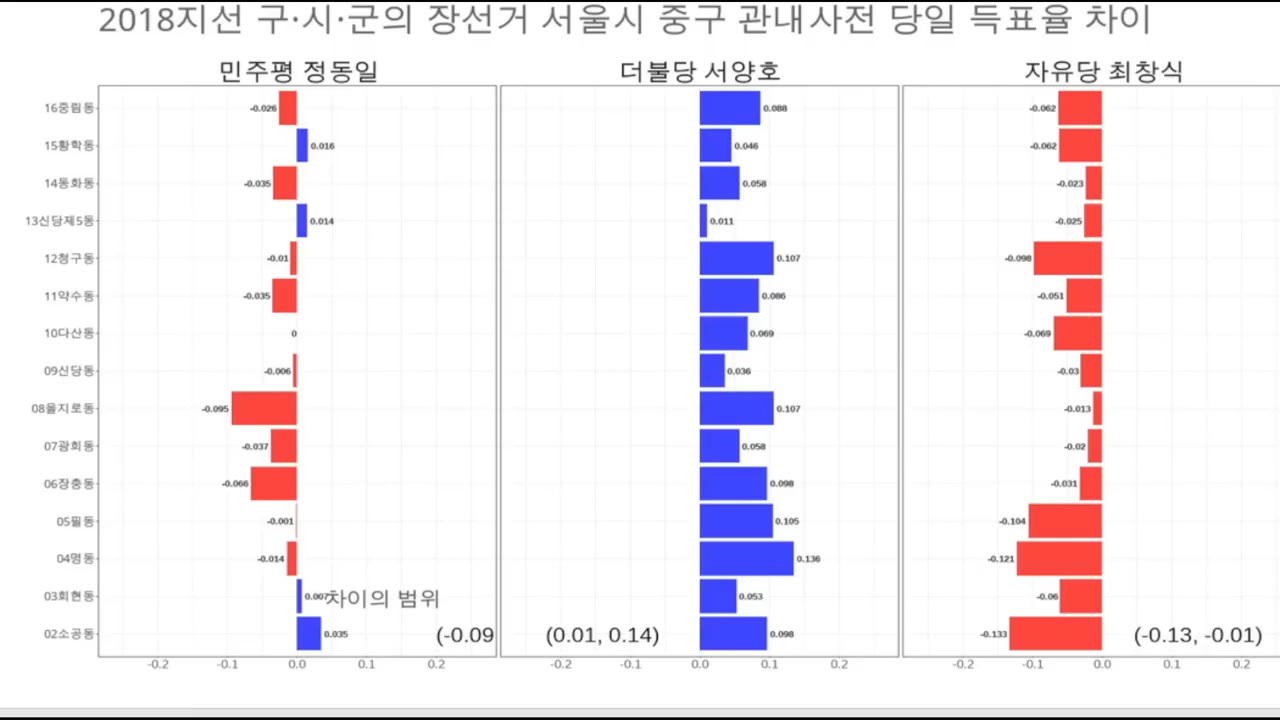 2018지선 구·시·군의 장선거 서울시 중구 관내사전 당일 득표율 차이
민주평 정동일
더불당 서양호
자유당 최창식
16중림동 -0.026 0.088 -0.062
15황학동 0.016 0.046 -0.062
14동화동 -0.035 0.058 -0.023
13신당제5동 0.014 0.011 -0.025
12청구동 -0.01 0.107 -0.098
11약수동 -0.035 0.086 -0.051
10다산동 0 0.069 -0.069
09신당동 -0.006 0.036 -0.03
08을지로동 -0.095 0.107 -0.013
07광희동 -0.037 0.058 -0.02
06장충동 -0.066 0.098 -0.031
05필동 -0.001 0.105 -0.104
04명동 -0.014 0.136 -0.121
03회현동 0.007 차이의 범위 0.053 -0.06
02소공동 0.035 (-0.09 (0.01, 0.14) 0.098 -0.133 (-0.13, -0.01)
-0.2 -0.1 0.0 0.1 0.2 -0.2 -0.1 0.0 0.1 0.2 -0.2 -0.1 0.0 0.1 0.2